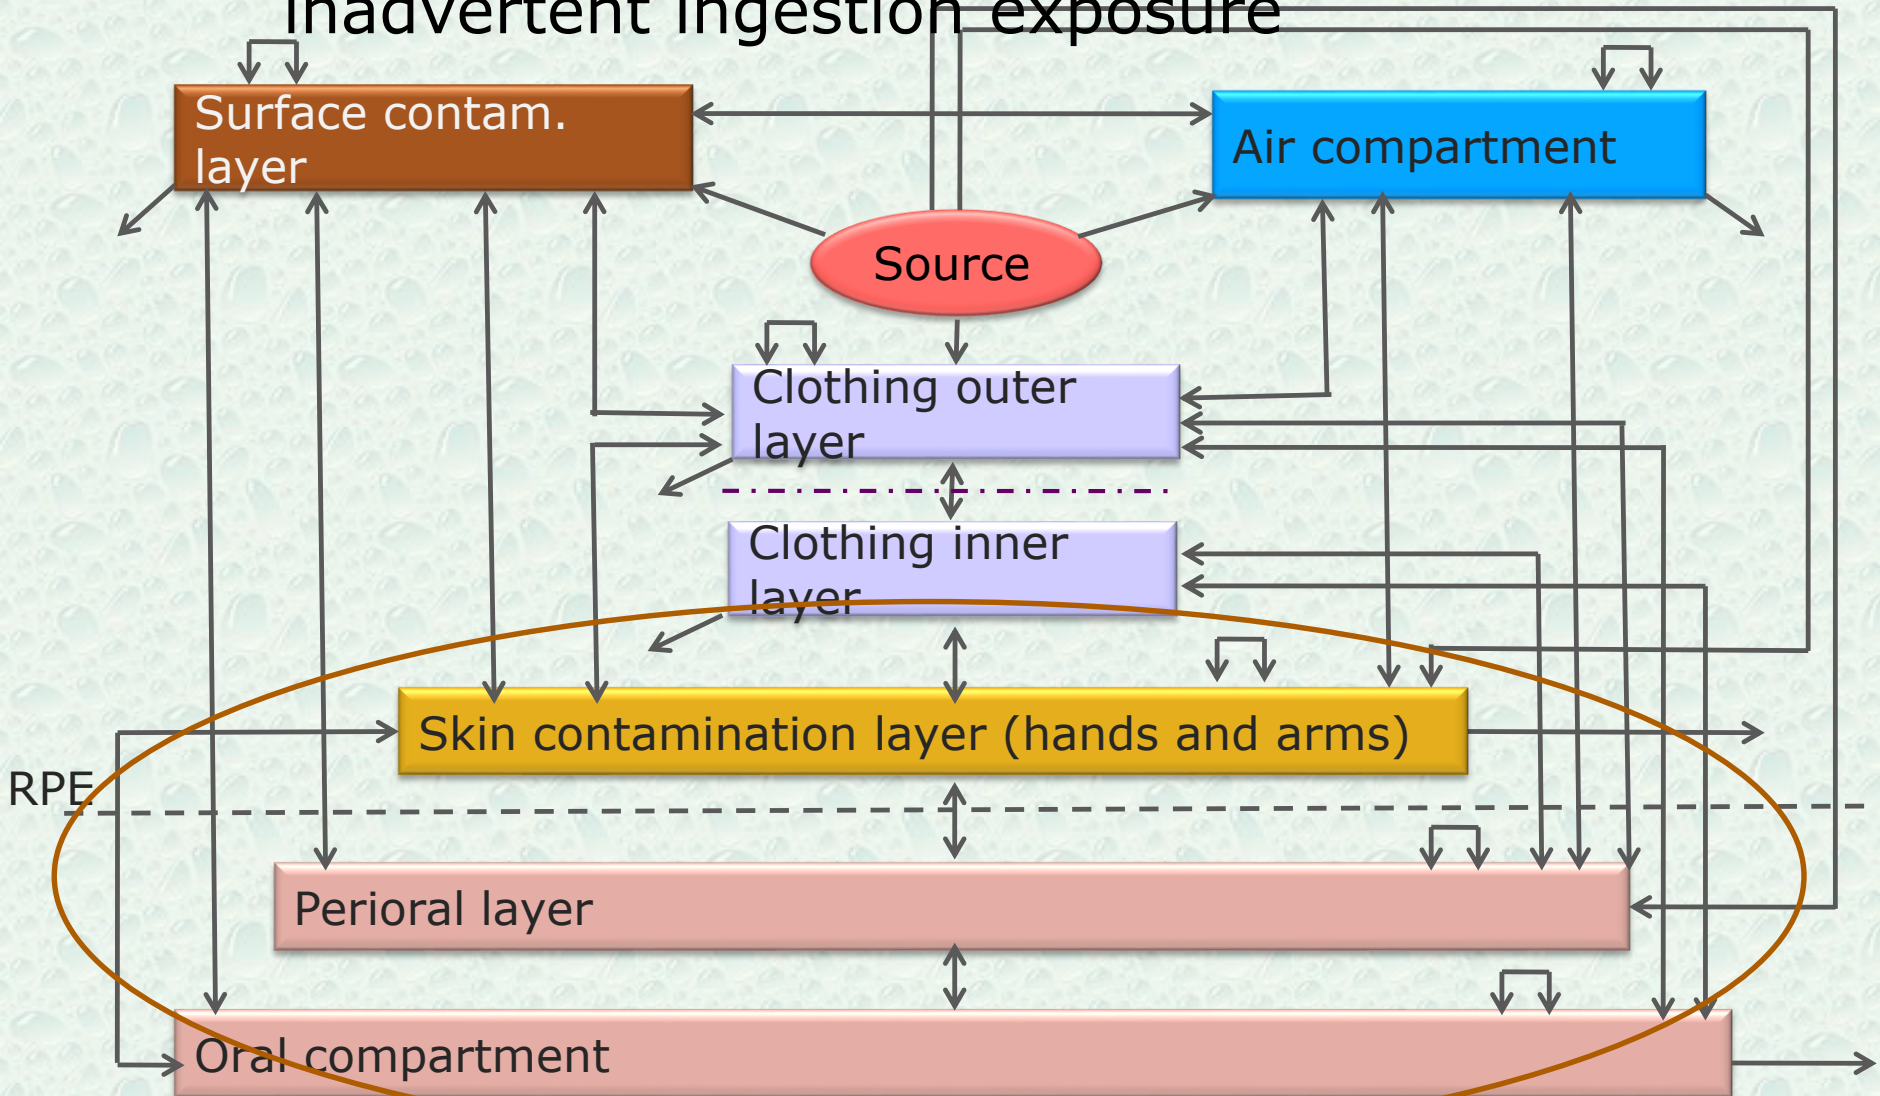 inadvertent ingestion exposure
Surface contam.
layer
Air compartment
Source
Clothing outer
layer
Clothing inner
layer
Skin contamination layer (hands and arms)
RPE
Perioral layer
Oral compartment